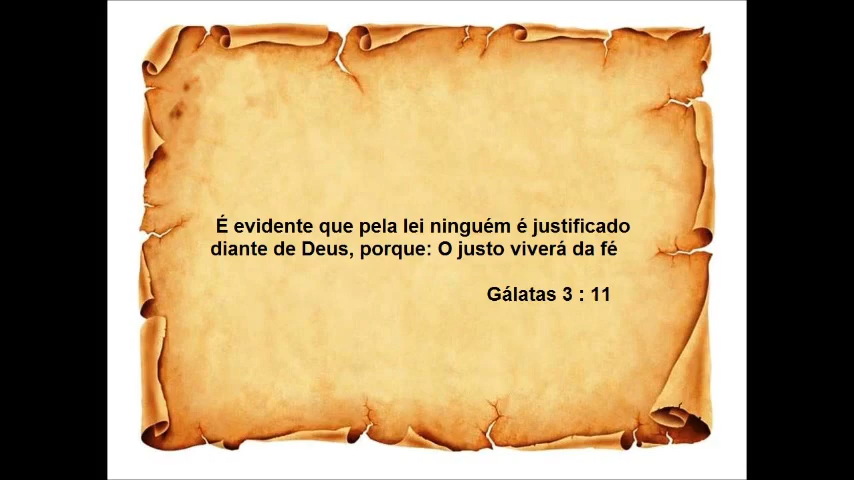 É evidente que pela lei ninguém é justificado
diante de Deus, porque: O justo viverá da fé
Gálatas 3 : 11